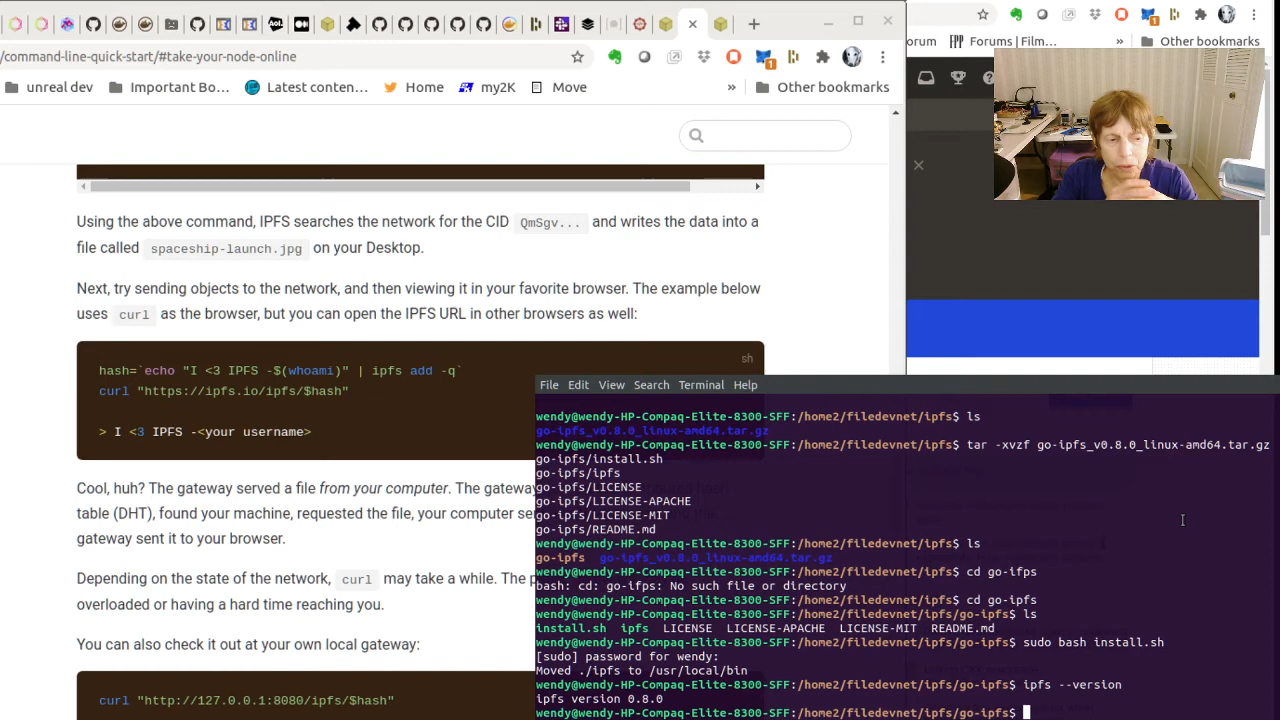 /command-line-quick-start/#take-your-node-online
unreal dev
Important Bo...
Latest conten...
Home
my2K
Move
»
Other bookmarks
orum
Forums | Film...
»
Other bookmarks
Using the above command, IPFS searches the network for the CID QmSgv... and writes the data into a
file called spaceship-launch.jpg on your Desktop.
Next, try sending objects to the network, and then viewing it in your favorite browser. The example below
uses curl as the browser, but you can open the IPFS URL in other browsers as well:
sh
hash=`echo "I <3 IPFS -$(whoami)" | ipfs add -q`
curl "https://ipfs.io/ipfs/$hash"
> I <3 IPFS -<your username>
Cool, huh? The gateway served a file from your computer. The gateway
table (DHT), found your machine, requested the file, your computer se
gateway sent it to your browser.
Depending on the state of the network, curl may take a while. The p
overloaded or having a hard time reaching you.
You can also check it out at your own local gateway:
curl "http://127.0.0.1:8080/ipfs/$hash"
File Edit View Search Terminal Help
wendy@wendy-HP-Compaq-Elite-8300-SFF:/home2/filedevnet/ipfs$ ls
go-ipfs_v0.8.0_linux-amd64.tar.gz
wendy@wendy-HP-Compaq-Elite-8300-SFF:/home2/filedevnet/ipfs$ tar -xvzf go-ipfs_v0.8.0_linux-amd64.tar.gz
go-ipfs/install.sh
go-ipfs/ipfs
go-ipfs/LICENSE
go-ipfs/LICENSE-APACHE
go-ipfs/LICENSE-MIT
go-ipfs/README.md
wendy@wendy-HP-Compaq-Elite-8300-SFF:/home2/filedevnet/ipfs$ ls
go-ipfs go-ipfs_v0.8.0_linux-amd64.tar.gz
wendy@wendy-HP-Compaq-Elite-8300-SFF:/home2/filedevnet/ipfs$ cd go-ifps
bash: cd: go-ifps: No such file or directory
wendy@wendy-HP-Compaq-Elite-8300-SFF:/home2/filedevnet/ipfs$ cd go-ipfs
wendy@wendy-HP-Compaq-Elite-8300-SFF:/home2/filedevnet/ipfs/go-ipfs$ ls
install.sh ipfs LICENSE LICENSE-APACHE LICENSE-MIT README.md
wendy@wendy-HP-Compaq-Elite-8300-SFF:/home2/filedevnet/ipfs/go-ipfs$ sudo bash install.sh
[sudo] password for wendy:
Moved ./ipfs to /usr/local/bin
wendy@wendy-HP-Compaq-Elite-8300-SFF:/home2/filedevnet/ipfs/go-ipfs$ ipfs --version
ipfs version 0.8.0
wendy@wendy-HP-Compaq-Elite-8300-SFF:/home2/filedevnet/ipfs/go-ipfs$